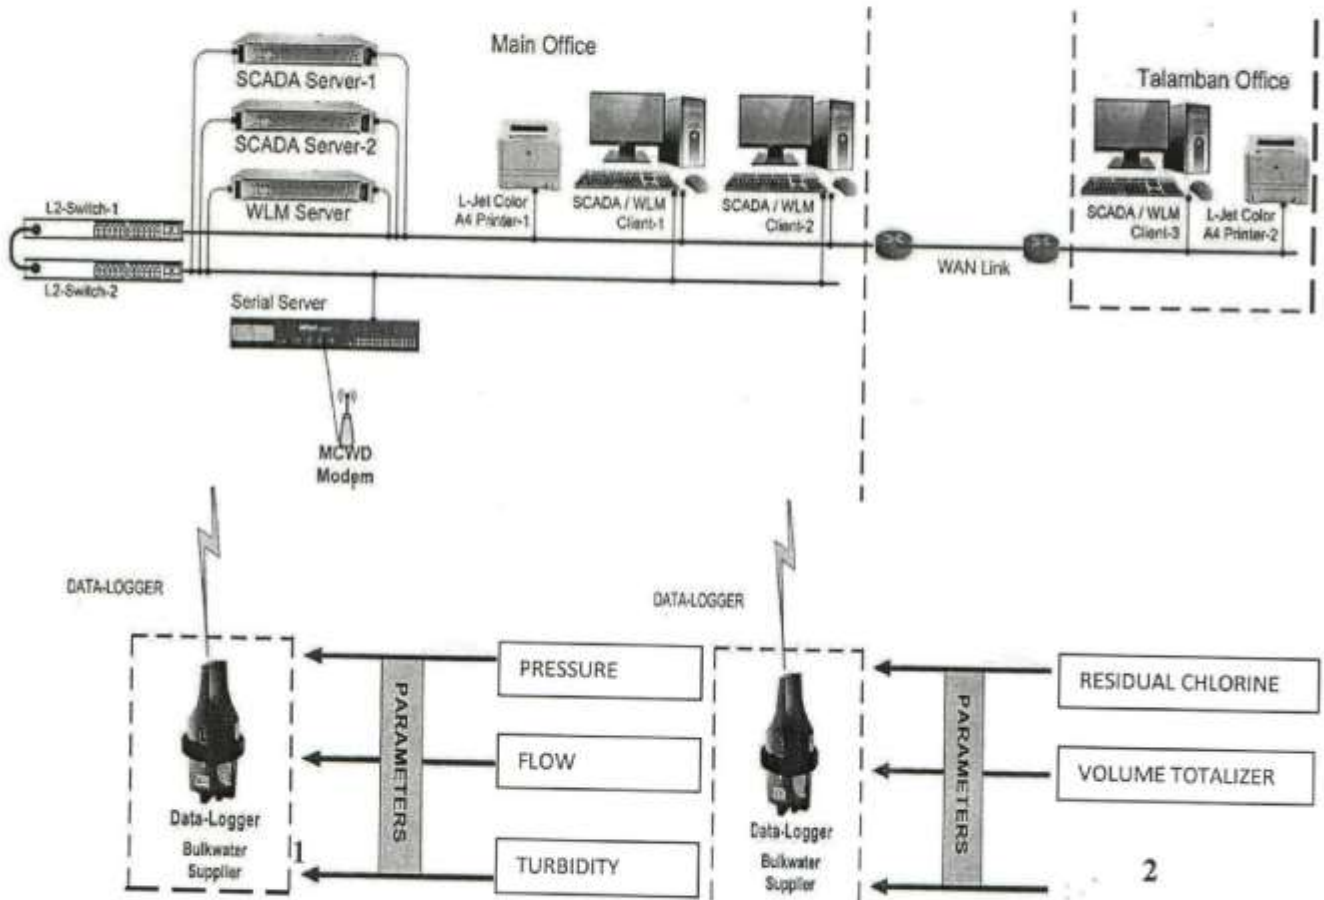 Main Office
SCADA Server-1
Talamban Office
SCADA Server-2
L2-Switch-1
WLM Server
L-Jet Color
A4 Printer-1
SCADA / WLM
Client-1
SCADA / WLM
Client-2
SCADA / WLM
Client-3
L-Jet Color
A4 Printer-2
WAN Link
L2-Switch-2
Serial Server
MCWD
Modem
DATA-LOGGER
DATA-LOGGER
PRESSURE
RESIDUAL CHLORINE
PARAMETERS
PARAMETERS
FLOW
VOLUME TOTALIZER
Data-Logger
Bulkwater
Supplier
1
Data-Logger
Bulkwater
Supplier
TURBIDITY
2